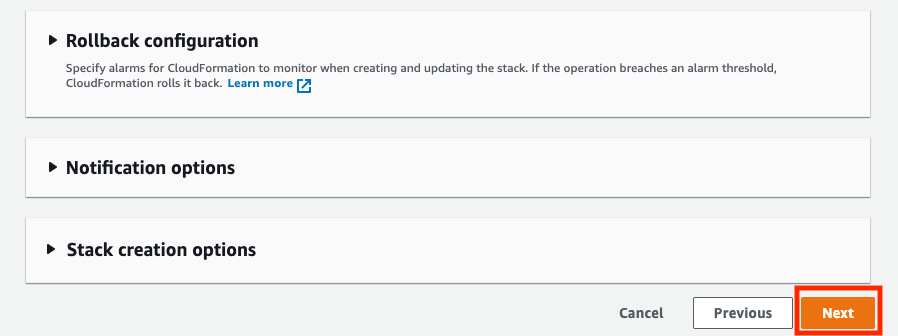 Rollback configuration
Specify alarms for CloudFormation to monitor when creating and updating the stack. If the operation breaches an alarm threshold,
CloudFormation rolls it back. Learn more
Notification options
Stack creation options
Cancel Previous Next